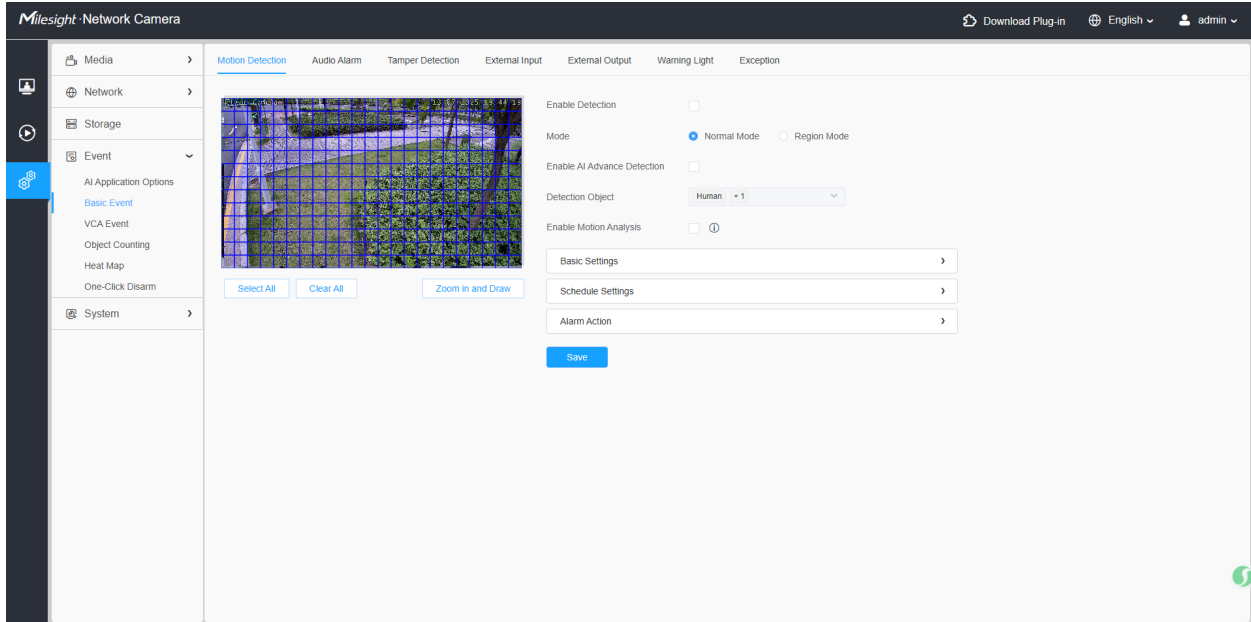 Milesight · Network Camera
Download Plug-in
English
admin
Media
Network
Storage
Event
AI Application Options
Basic Event
VCA Event
Object Counting
Heat Map
One-Click Disarm
System
Motion Detection
Audio Alarm
Tamper Detection
External Input
External Output
Warning Light
Exception
Select All
Clear All
Zoom in and Draw
Enable Detection
Mode
Normal Mode
Region Mode
Enable AI Advance Detection
Detection Object
Human + 1
Enable Motion Analysis
Basic Settings
Schedule Settings
Alarm Action
Save